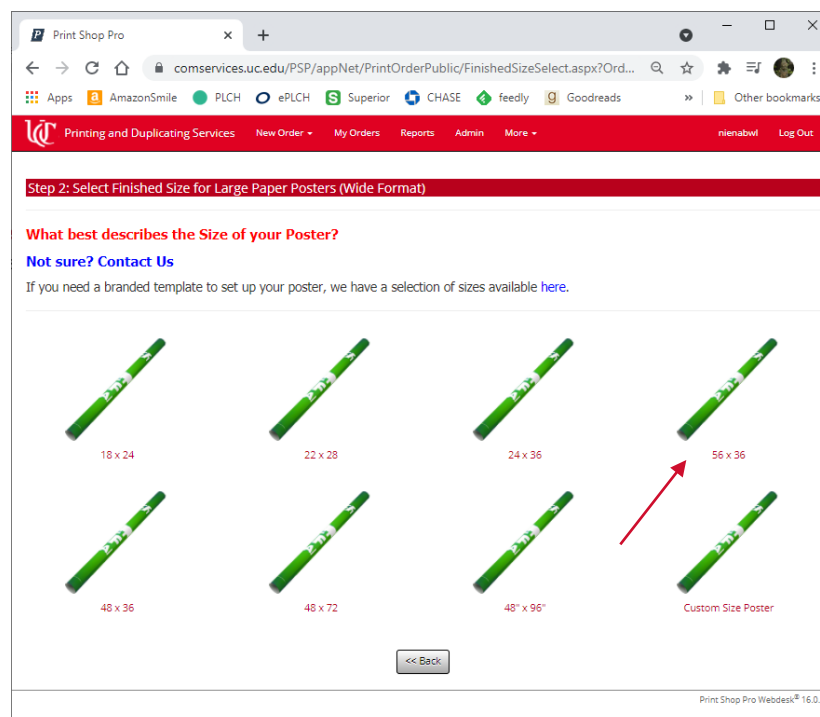 Print Shop Pro
comservices.uc.edu/PSP/appNet/PrintOrderPublic/FinishedSizeSelect.aspx?Ord...
Apps AmazonSmile PLCH ePLCH Superior CHASE feedly Goodreads » Other bookmarks
UC Printing and Duplicating Services New Order My Orders Reports Admin More nienabwl Log Out
Step 2: Select Finished Size for Large Paper Posters (Wide Format)
What best describes the Size of your Poster?
Not sure? Contact Us
If you need a branded template to set up your poster, we have a selection of sizes available here.
18 x 24 22 x 28 24 x 36 56 x 36
48 x 36 48 x 72 48" x 96" Custom Size Poster
<< Back
Print Shop Pro Webdesk® 16.0.